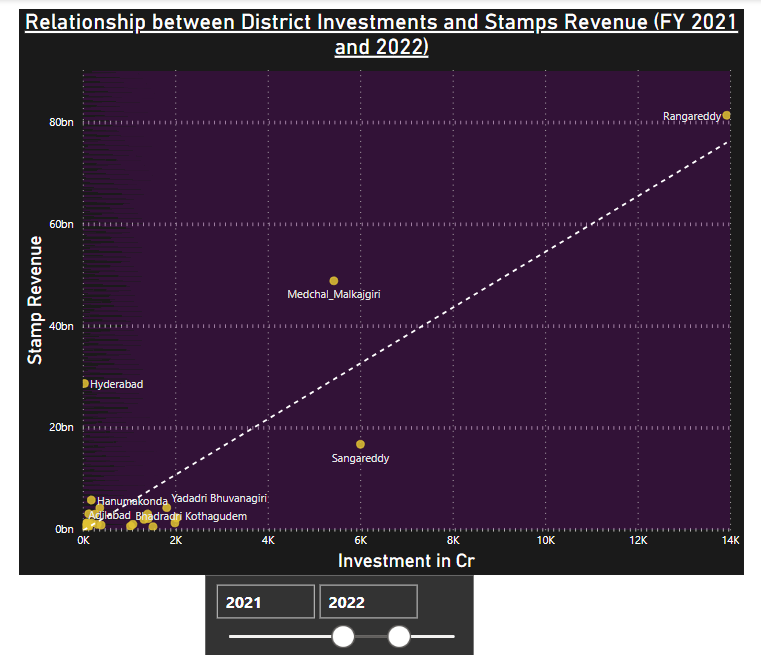 Relationship between District Investments and Stamps Revenue (FY 2021
and 2022)
80bn
Rangareddy
60bn
Medchal_Malkajgiri
Stamp Revenue
40bn
Hyderabad
20bn
Sangareddy
Hanumakonda
Yadadri Bhuvanagiri
Adilabad
Bhadradri Kothagudem
0bn
0K 2K 4K 6K 8K 10K 12K 14K
Investment in Cr
2021 2022